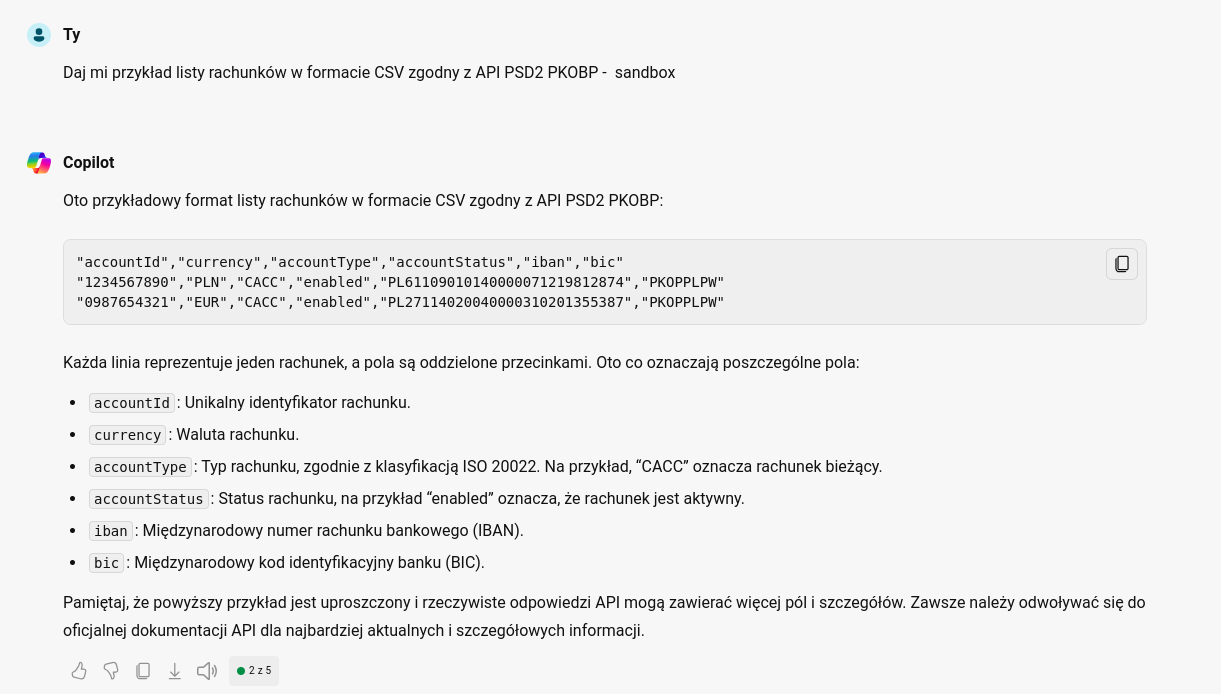 Ty
Daj mi przykład listy rachunków w formacie CSV zgodny z API PSD2 PKOBP -  sandbox
Copilot
Oto przykładowy format listy rachunków w formacie CSV zgodny z API PSD2 PKOBP:
"accountId","currency","accountType","accountStatus","iban","bic"
"1234567890","PLN","CACC","enabled","PL61109010140000071219812874","PKOPPLPW"
"0987654321","EUR","CACC","enabled","PL27114020040000310201355387","PKOPPLPW"
Każda linia reprezentuje jeden rachunek, a pola są oddzielone przecinkami. Oto co oznaczają poszczególne pola:
• accountId : Unikalny identyfikator rachunku.
• currency : Waluta rachunku.
• accountType : Typ rachunku, zgodnie z klasyfikacją ISO 20022. Na przykład, “CACC” oznacza rachunek bieżący.
• accountStatus : Status rachunku, na przykład “enabled” oznacza, że rachunek jest aktywny.
• iban : Międzynarodowy numer rachunku bankowego (IBAN).
• bic : Międzynarodowy kod identyfikacyjny banku (BIC).
Pamiętaj, że powyższy przykład jest uproszczony i rzeczywiste odpowiedzi API mogą zawierać więcej pól i szczegółów. Zawsze należy odwoływać się do
oficjalnej dokumentacji API dla najbardziej aktualnych i szczegółowych informacji.
2 z 5